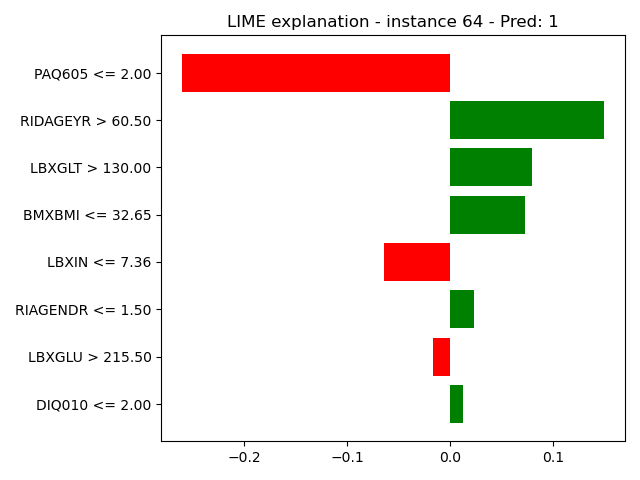 LIME explanation - instance 64 - Pred: 1
PAQ605 <= 2.00
RIDAGEYR > 60.50
LBXGLT > 130.00
BMXBMI <= 32.65
LBXIN <= 7.36
RIAGENDR <= 1.50
LBXGLU > 215.50
DIQ010 <= 2.00
−0.2 −0.1 0.0 0.1